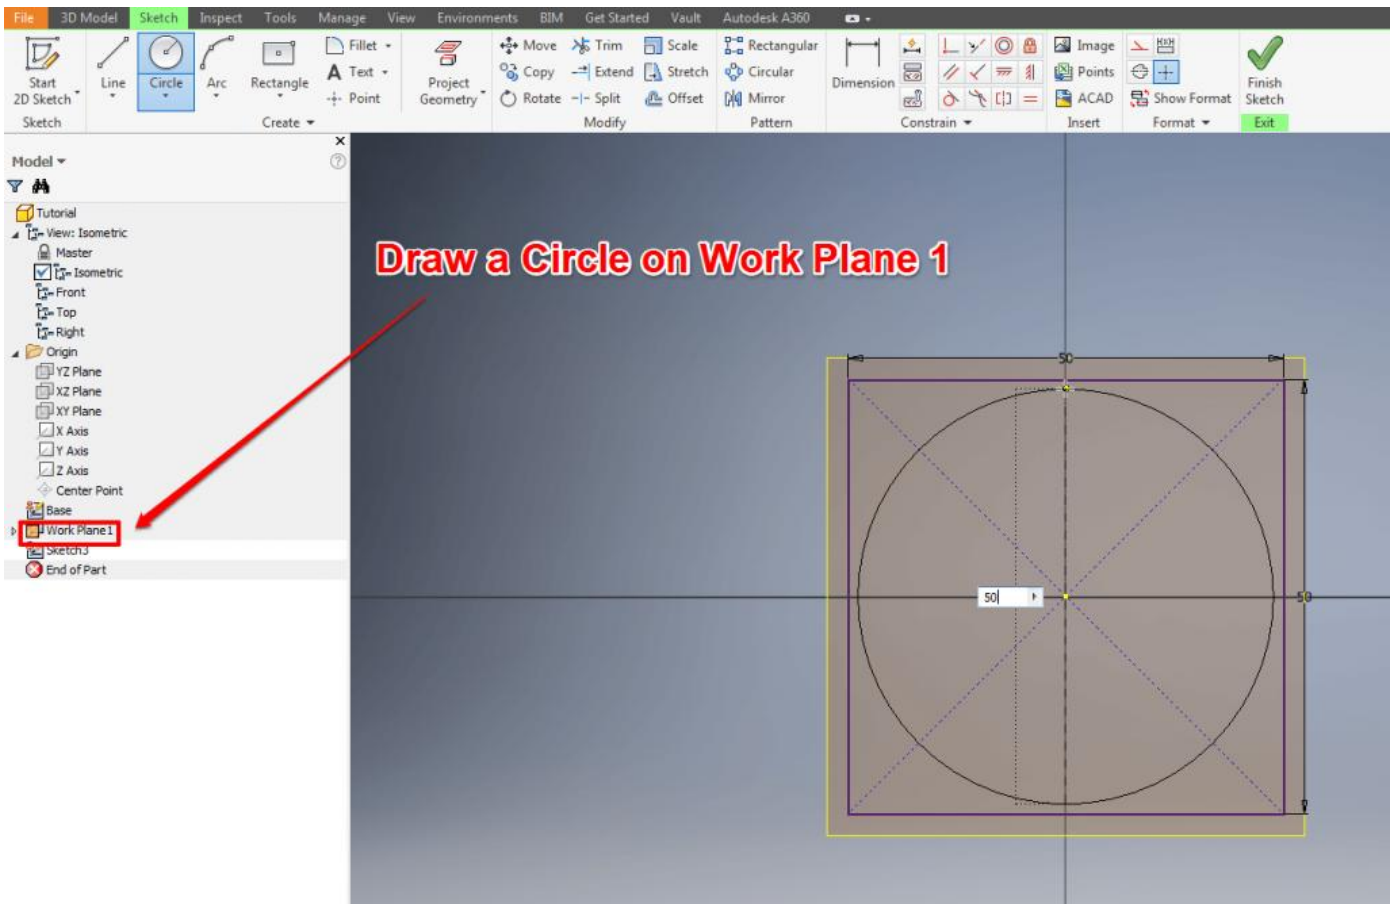 File 3D Model Sketch Inspect Tools Manage View Environments BIM Get Started Vault Autodesk A360
Fillet Move Trim Scale Rectangular Image
Start 2D Sketch Line Circle Arc Rectangle Text Project Geometry Copy Extend Stretch Circular Dimension Points Finish Sketch
Point Rotate Split Offset Mirror ACAD Show Format
Sketch Create Modify Pattern Constrain Insert Format Exit
Model
Tutorial
View: Isometric
Master
Isometric
Front
Top
Right
Origin
YZ Plane
XZ Plane
XY Plane
X Axis
Y Axis
Z Axis
Center Point
Base
Work Plane1
Sketch3
End of Part
Draw a Circle on Work Plane 1
50
50
50